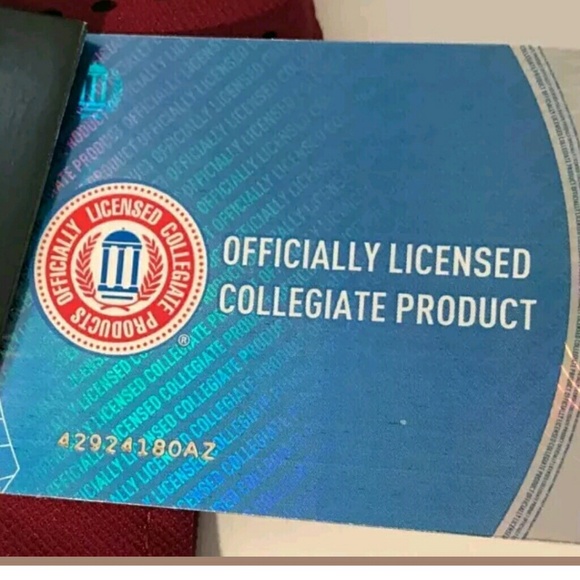 OFFICIALLY LICENSED COLLEGIATE PRODUCTS
®
OFFICIALLY LICENSED
COLLEGIATE PRODUCT
42924180AZ